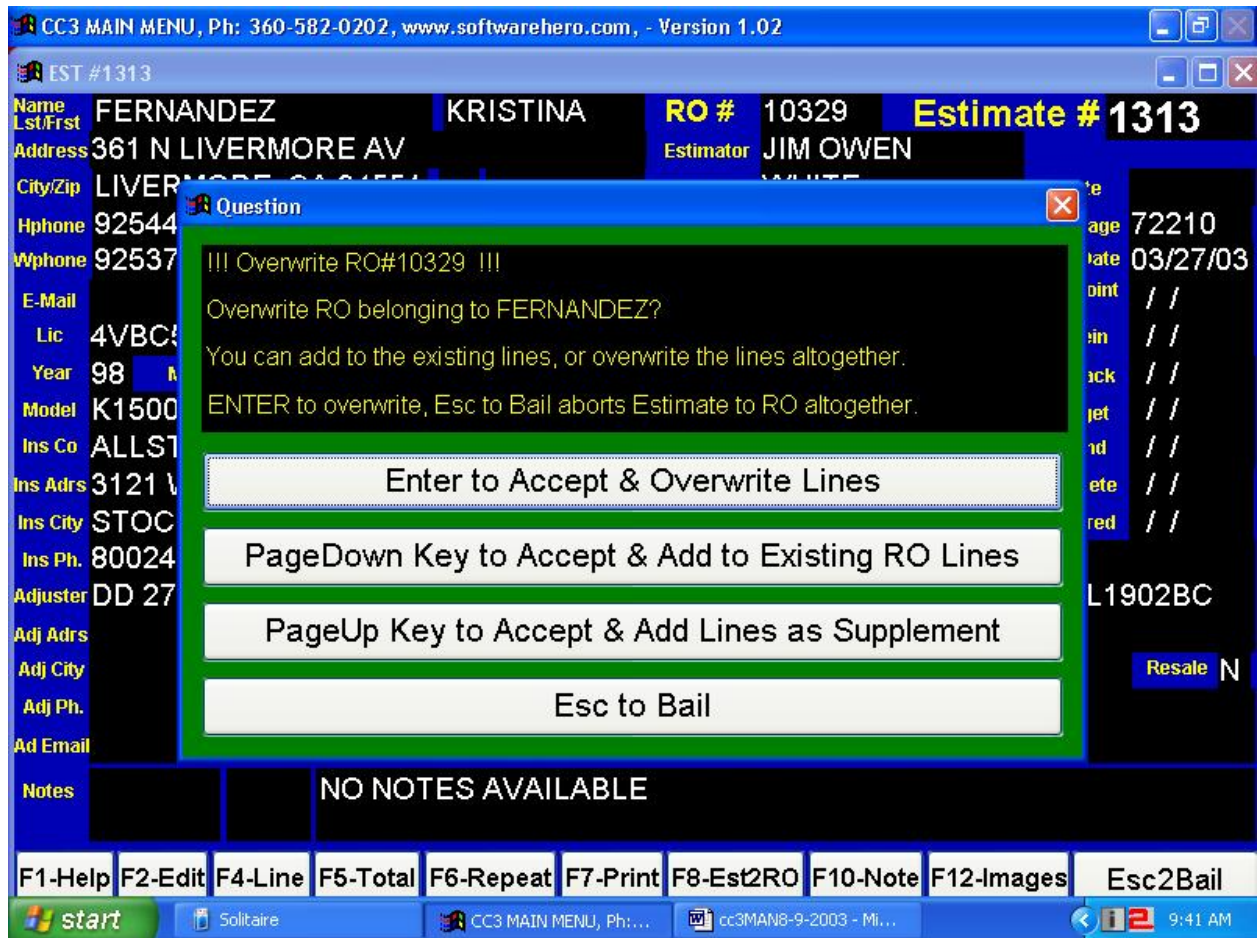 CC3 MAIN MENU, Ph: 360-582-0202, www.softwarehero.com, - Version 1.02
EST #1313
Name Lst/Frst FERNANDEZ KRISTINA RO # 10329 Estimate # 1313
Address 361 N LIVERMORE AV Estimator JIM OWEN
City/Zip
Hphone 92544 72210
Wphone 92537 03/27/03
E-Mail / /
Lic / /
Year 98 / /
Model K1500 / /
Ins Co / /
Ins Adrs 3121 / /
Ins City / /
Ins Ph. 80024
Adjuster DD 27 L1902BC
Adj Adrs
Adj City Resale N
Adj Ph.
Ad Email
Notes NO NOTES AVAILABLE
Question
!!! Overwrite RO#10329 !!!
Overwrite RO belonging to FERNANDEZ?
You can add to the existing lines, or overwrite the lines altogether.
ENTER to overwrite, Esc to Bail aborts Estimate to RO altogether.
Enter to Accept & Overwrite Lines
PageDown Key to Accept & Add to Existing RO Lines
PageUp Key to Accept & Add Lines as Supplement
Esc to Bail
F1-Help F2-Edit F4-Line F5-Total F6-Repeat F7-Print F8-Est2RO F10-Note F12-Images Esc2Bail
start Solitaire CC3 MAIN MENU, Ph:... cc3MAN8-9-2003 - Mi... 9:41 AM